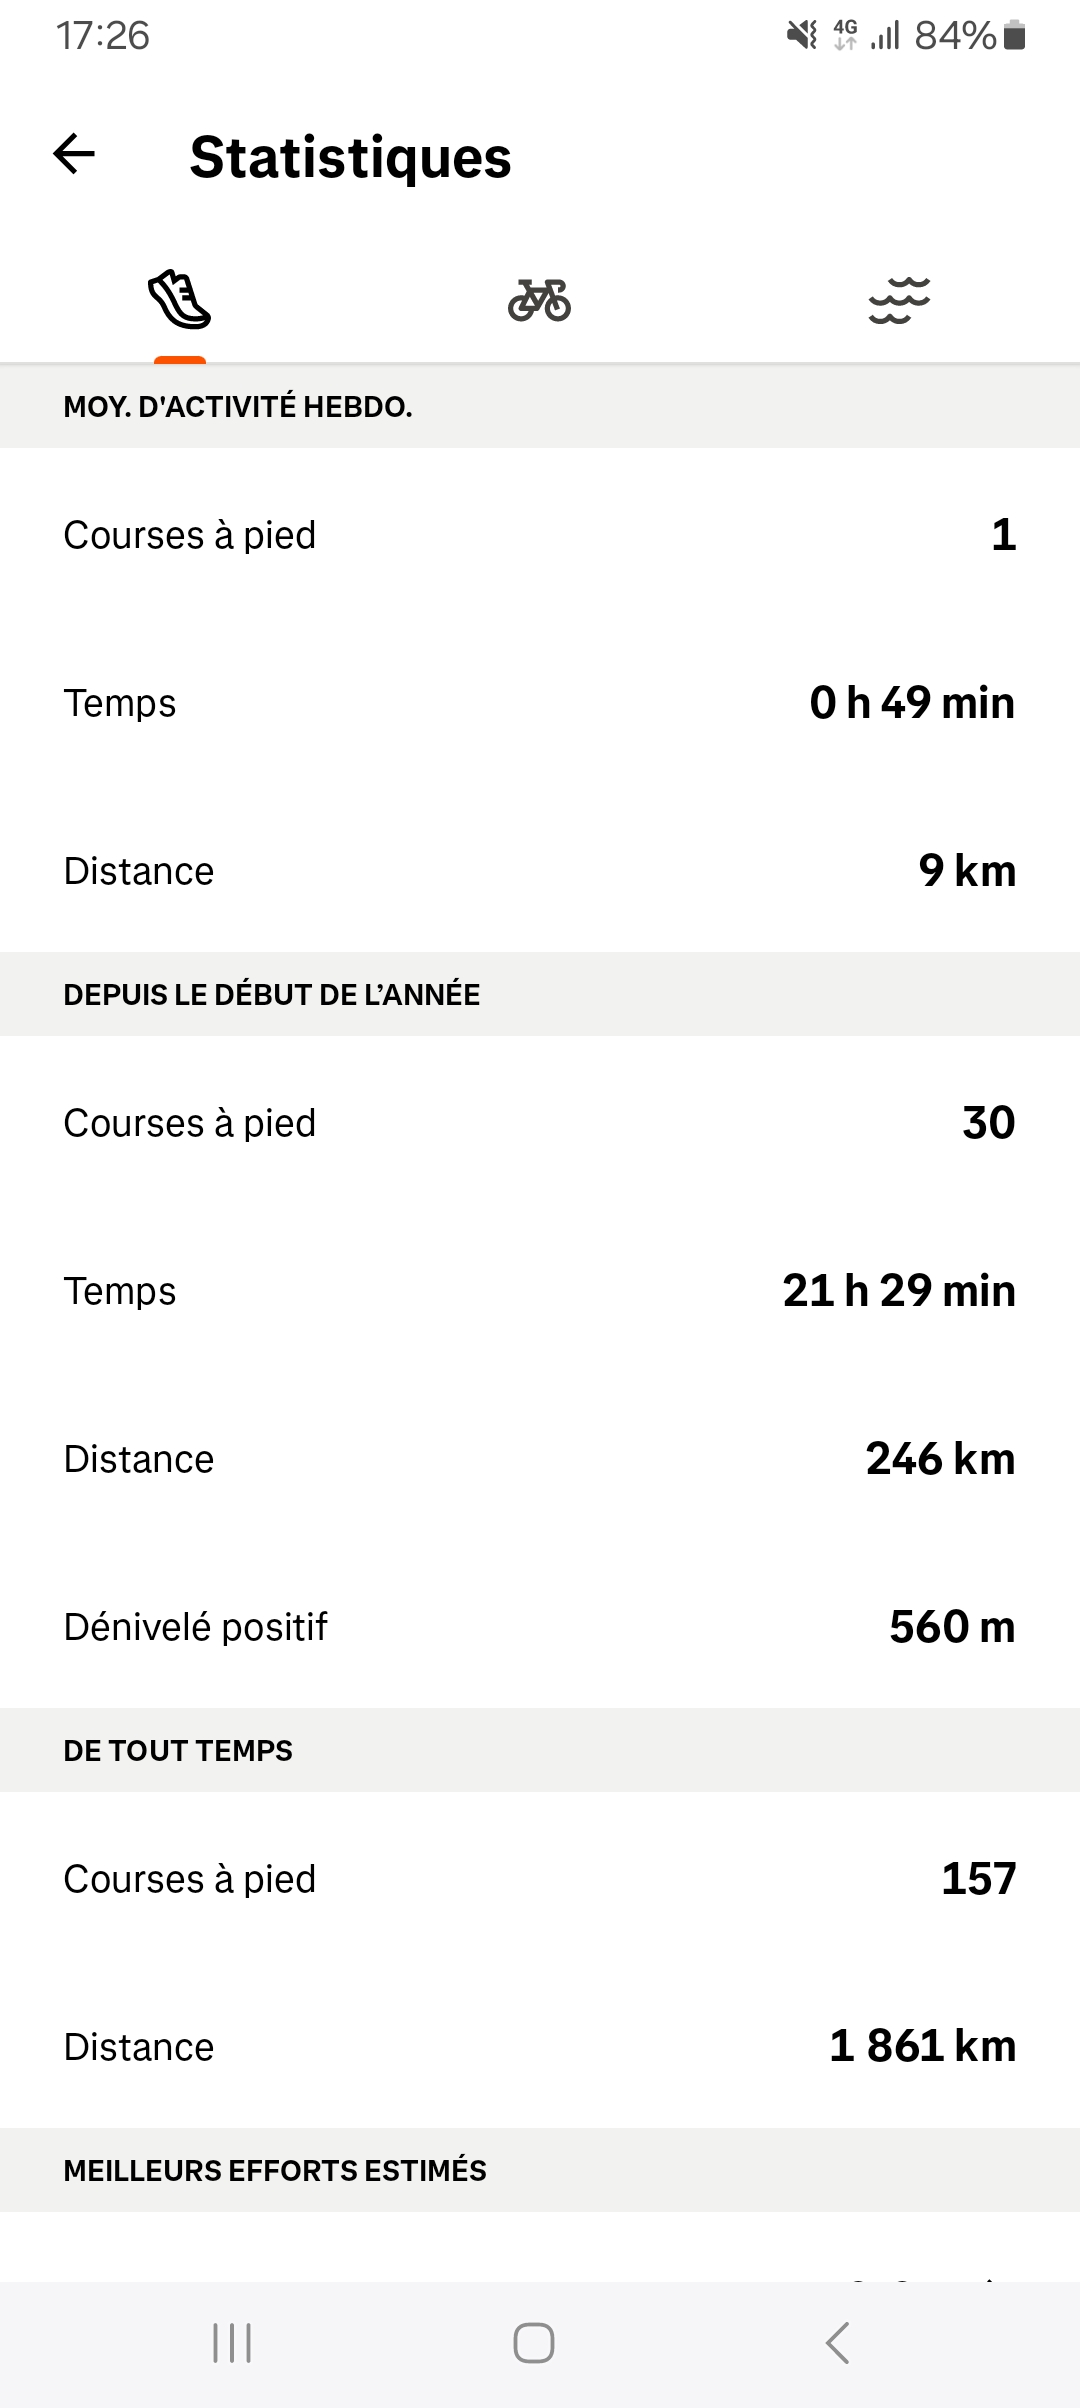 17:26
4G 84%
Statistiques
MOY. D'ACTIVITÉ HEBDO.
Courses à pied 1
Temps 0 h 49 min
Distance 9 km
DEPUIS LE DÉBUT DE L’ANNÉE
Courses à pied 30
Temps 21 h 29 min
Distance 246 km
Dénivelé positif 560 m
DE TOUT TEMPS
Courses à pied 157
Distance 1 861 km
MEILLEURS EFFORTS ESTIMÉS